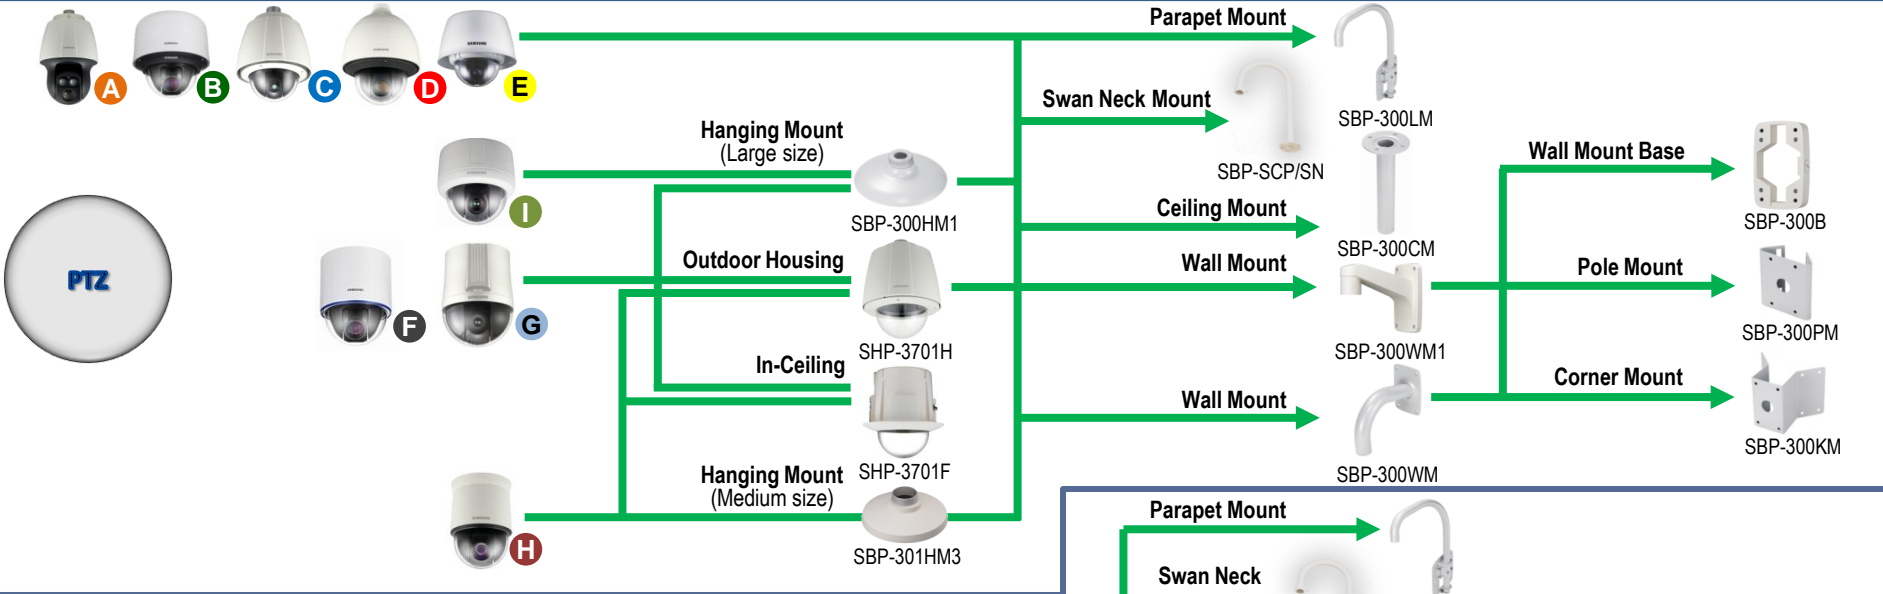 Parapet Mount
A
B
C
D
E
SBP-300LM
Swan Neck Mount
SBP-SCP/SN
Hanging Mount
(Large size)
I
SBP-300HM1
Wall Mount Base
SBP-300B
Ceiling Mount
SBP-300CM
PTZ
Outdoor Housing
F
G
SHP-3701H
Wall Mount
SBP-300WM1
Pole Mount
SBP-300PM
In-Ceiling
SHP-3701F
Wall Mount
SBP-300WM
Corner Mount
SBP-300KM
Hanging Mount
(Medium size)
H
SBP-301HM3
Parapet Mount
Swan Neck